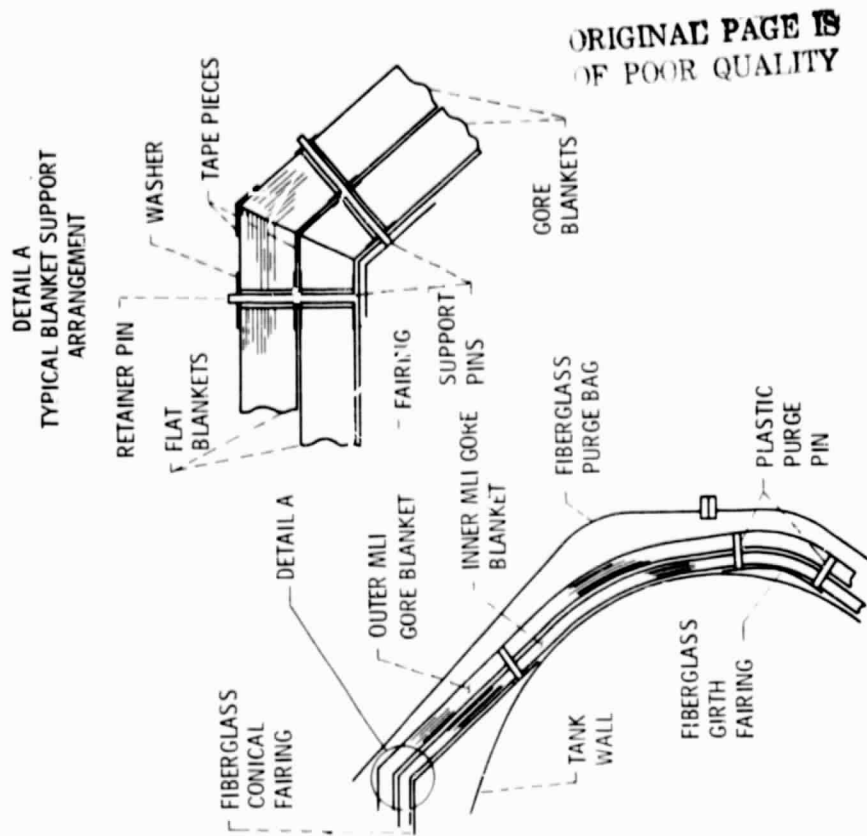 ORIGINAL PAGE IS
OF POOR QUALITY
DETAIL A
TYPICAL BLANKET SUPPORT
ARRANGEMENT
RETAINER PIN
WASHER
TAPE PIECES
FLAT
BLANKETS
FAIRING
SUPPORT
PINS
GORE
BLANKETS
FIBERGLASS
CONICAL
FAIRING
DETAIL A
OUTER MLI
GORE BLANKET
INNER MLI GORE
BLANKET
FIBERGLASS
PURGE BAG
TANK
WALL
FIBERGLASS
GIRTH
FAIRING
PLASTIC
PURGE
PIN